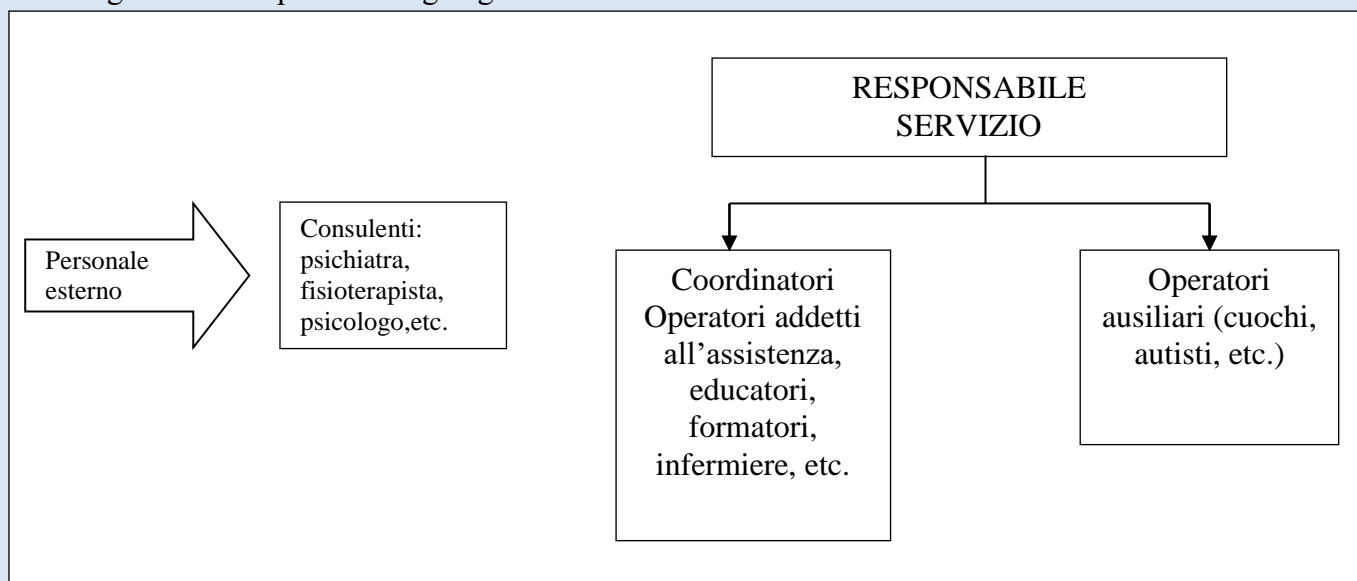 RESPONSABILE
SERVIZIO
Personale
esterno
Consulenti:
psichiatra,
fisioterapista,
psicologo,etc.
Coordinatori
Operatori addetti
all’assistenza,
educatori,
formatori,
infermiere, etc.
Operatori
ausiliari (cuochi,
autisti, etc.)